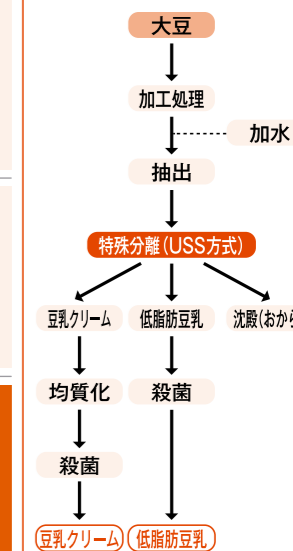 大豆
加工処理
加水
抽出
特殊分離(USS方式)
豆乳クリーム
低脂肪豆乳
沈殿(おから
均質化
殺菌
殺菌
豆乳クリーム
低脂肪豆乳